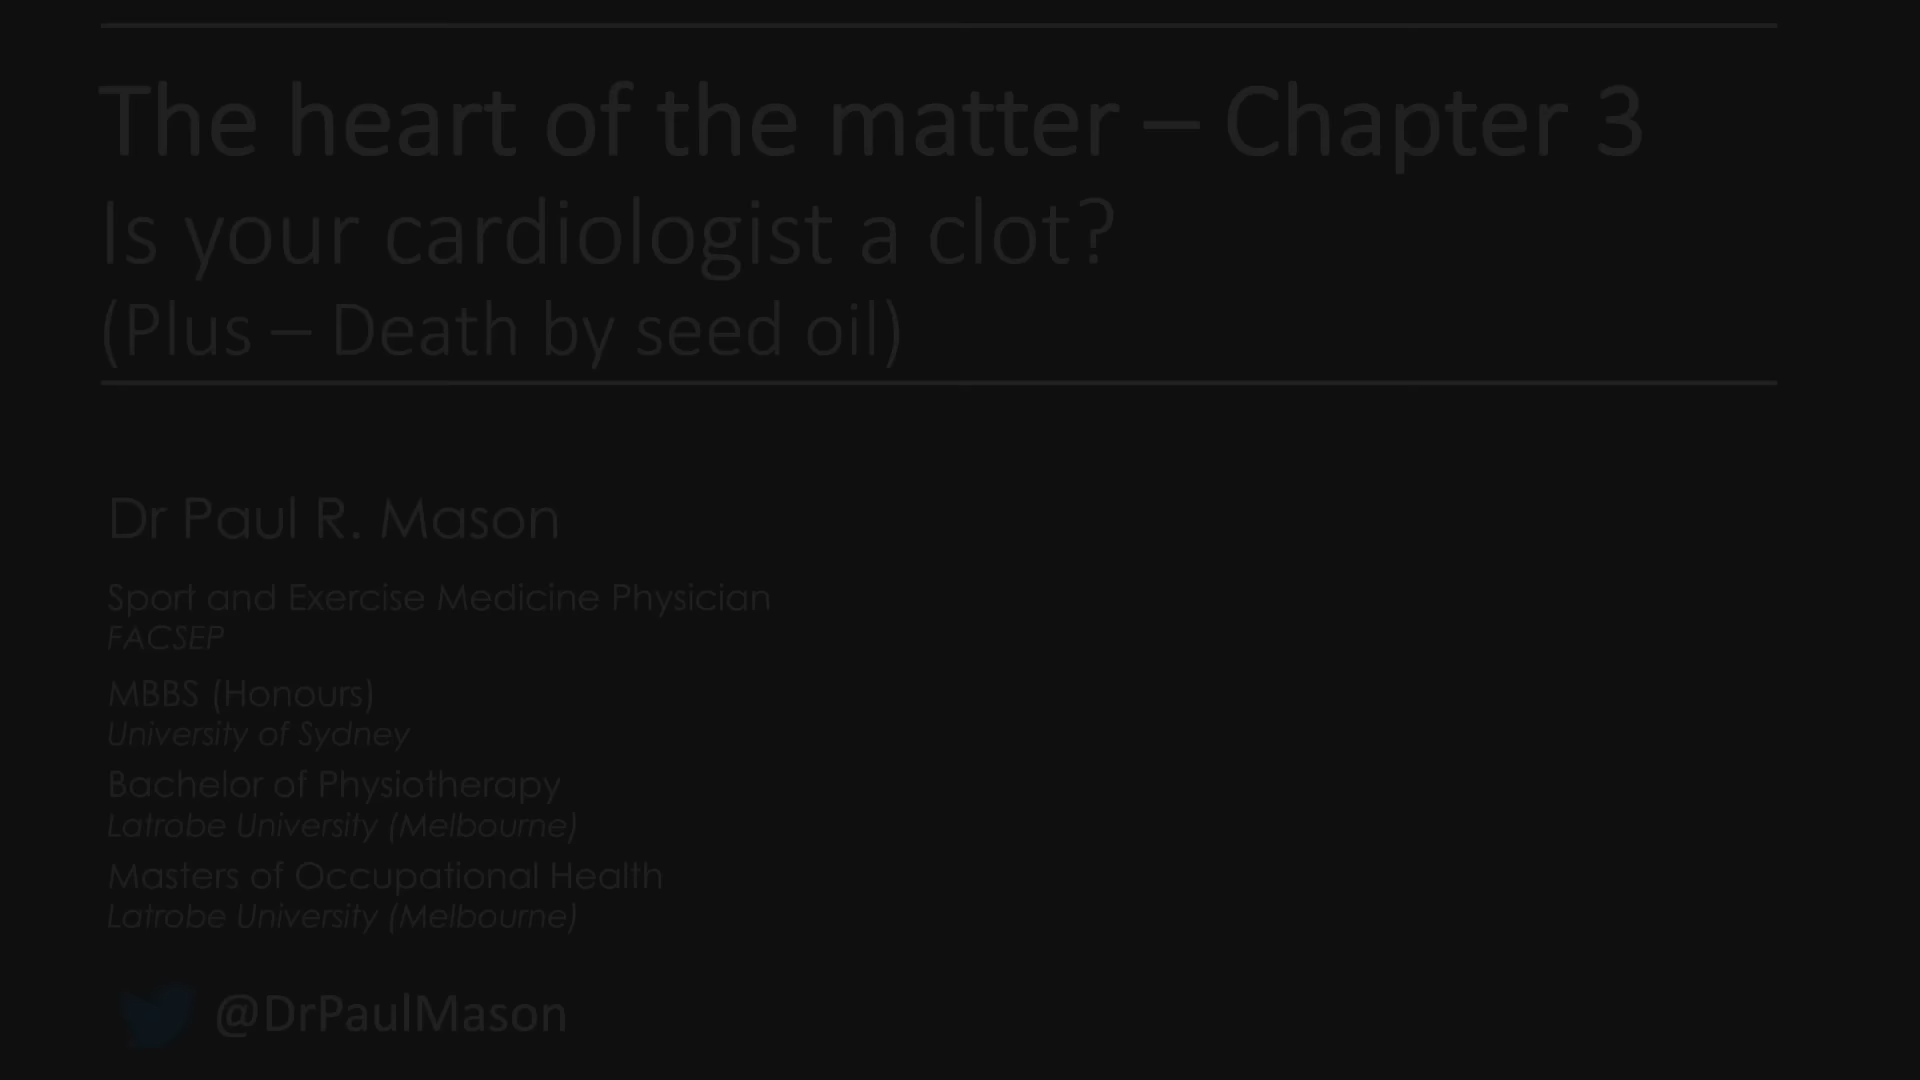 The heart of the matter – Chapter 3
Is your cardiologist a clot?
(Plus – Death by seed oil)
Dr Paul R. Mason
Sport and Exercise Medicine Physician
FACSEP
MBBS (Honours)
University of Sydney
Bachelor of Physiotherapy
Latrobe University (Melbourne)
Masters of Occupational Health
Latrobe University (Melbourne)
@DrPaulMason